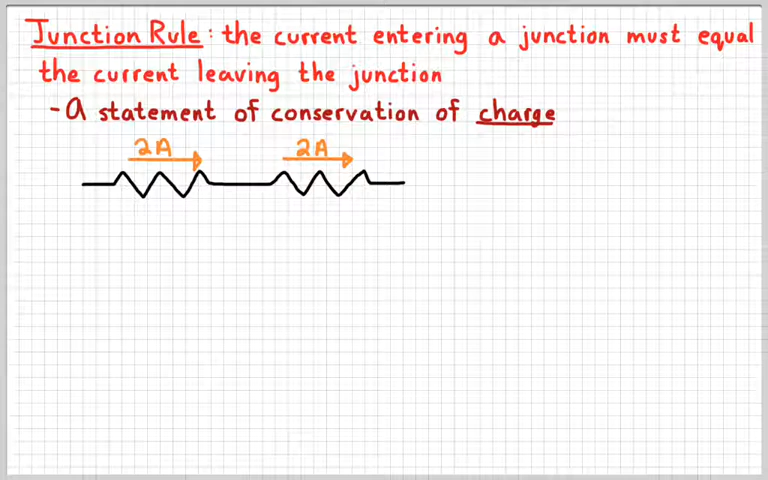 Junction Rule: the current entering a junction must equal
the current leaving the junction
- A statement of conservation of charge
2A 2A